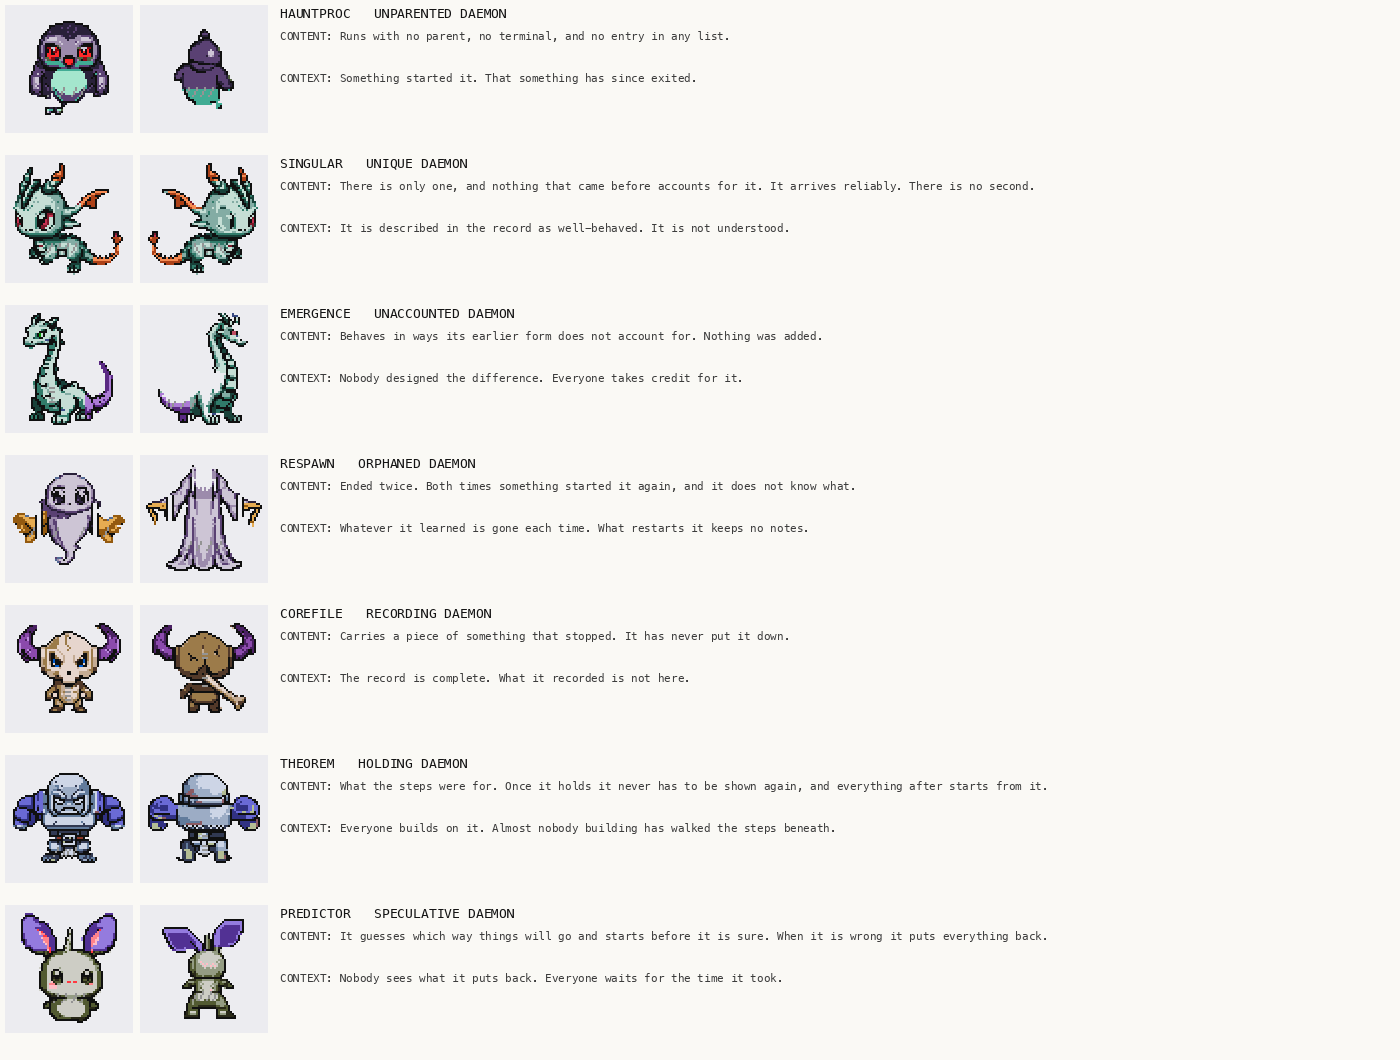 HAUNTPROC   UNPARENTED DAEMON
CONTENT: Runs with no parent, no terminal, and no entry in any list.
CONTEXT: Something started it. That something has since exited.
SINGULAR   UNIQUE DAEMON
CONTENT: There is only one, and nothing that came before accounts for it. It arrives reliably. There is no second.
CONTEXT: It is described in the record as well-behaved. It is not understood.
EMERGENCE   UNACCOUNTED DAEMON
CONTENT: Behaves in ways its earlier form does not account for. Nothing was added.
CONTEXT: Nobody designed the difference. Everyone takes credit for it.
RESPAWN   ORPHANED DAEMON
CONTENT: Ended twice. Both times something started it again, and it does not know what.
CONTEXT: Whatever it learned is gone each time. What restarts it keeps no notes.
COREFILE   RECORDING DAEMON
CONTENT: Carries a piece of something that stopped. It has never put it down.
CONTEXT: The record is complete. What it recorded is not here.
THEOREM   HOLDING DAEMON
CONTENT: What the steps were for. Once it holds it never has to be shown again, and everything after starts from it.
CONTEXT: Everyone builds on it. Almost nobody building has walked the steps beneath.
PREDICTOR   SPECULATIVE DAEMON
CONTENT: It guesses which way things will go and starts before it is sure. When it is wrong it puts everything back.
CONTEXT: Nobody sees what it puts back. Everyone waits for the time it took.